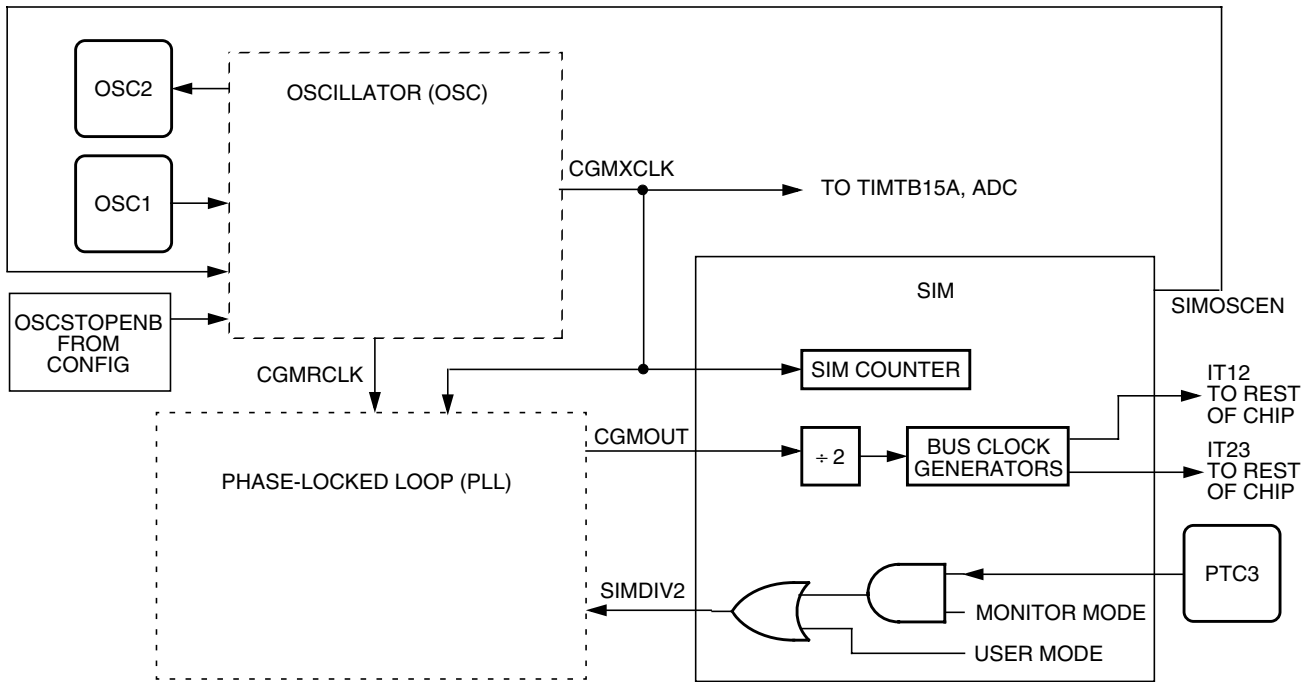 OSC2
OSCILLATOR (OSC)
OSC1
CGMXCLK
TO TIMTB15A, ADC
OSCSTOPENB
FROM
CONFIG
CGMRCLK
SIM
SIMOSCEN
SIM COUNTER
IT12
TO REST
OF CHIP
CGMOUT
÷ 2
BUS CLOCK
GENERATORS
IT23
TO REST
OF CHIP
PHASE-LOCKED LOOP (PLL)
SIMDIV2
PTC3
MONITOR MODE
USER MODE